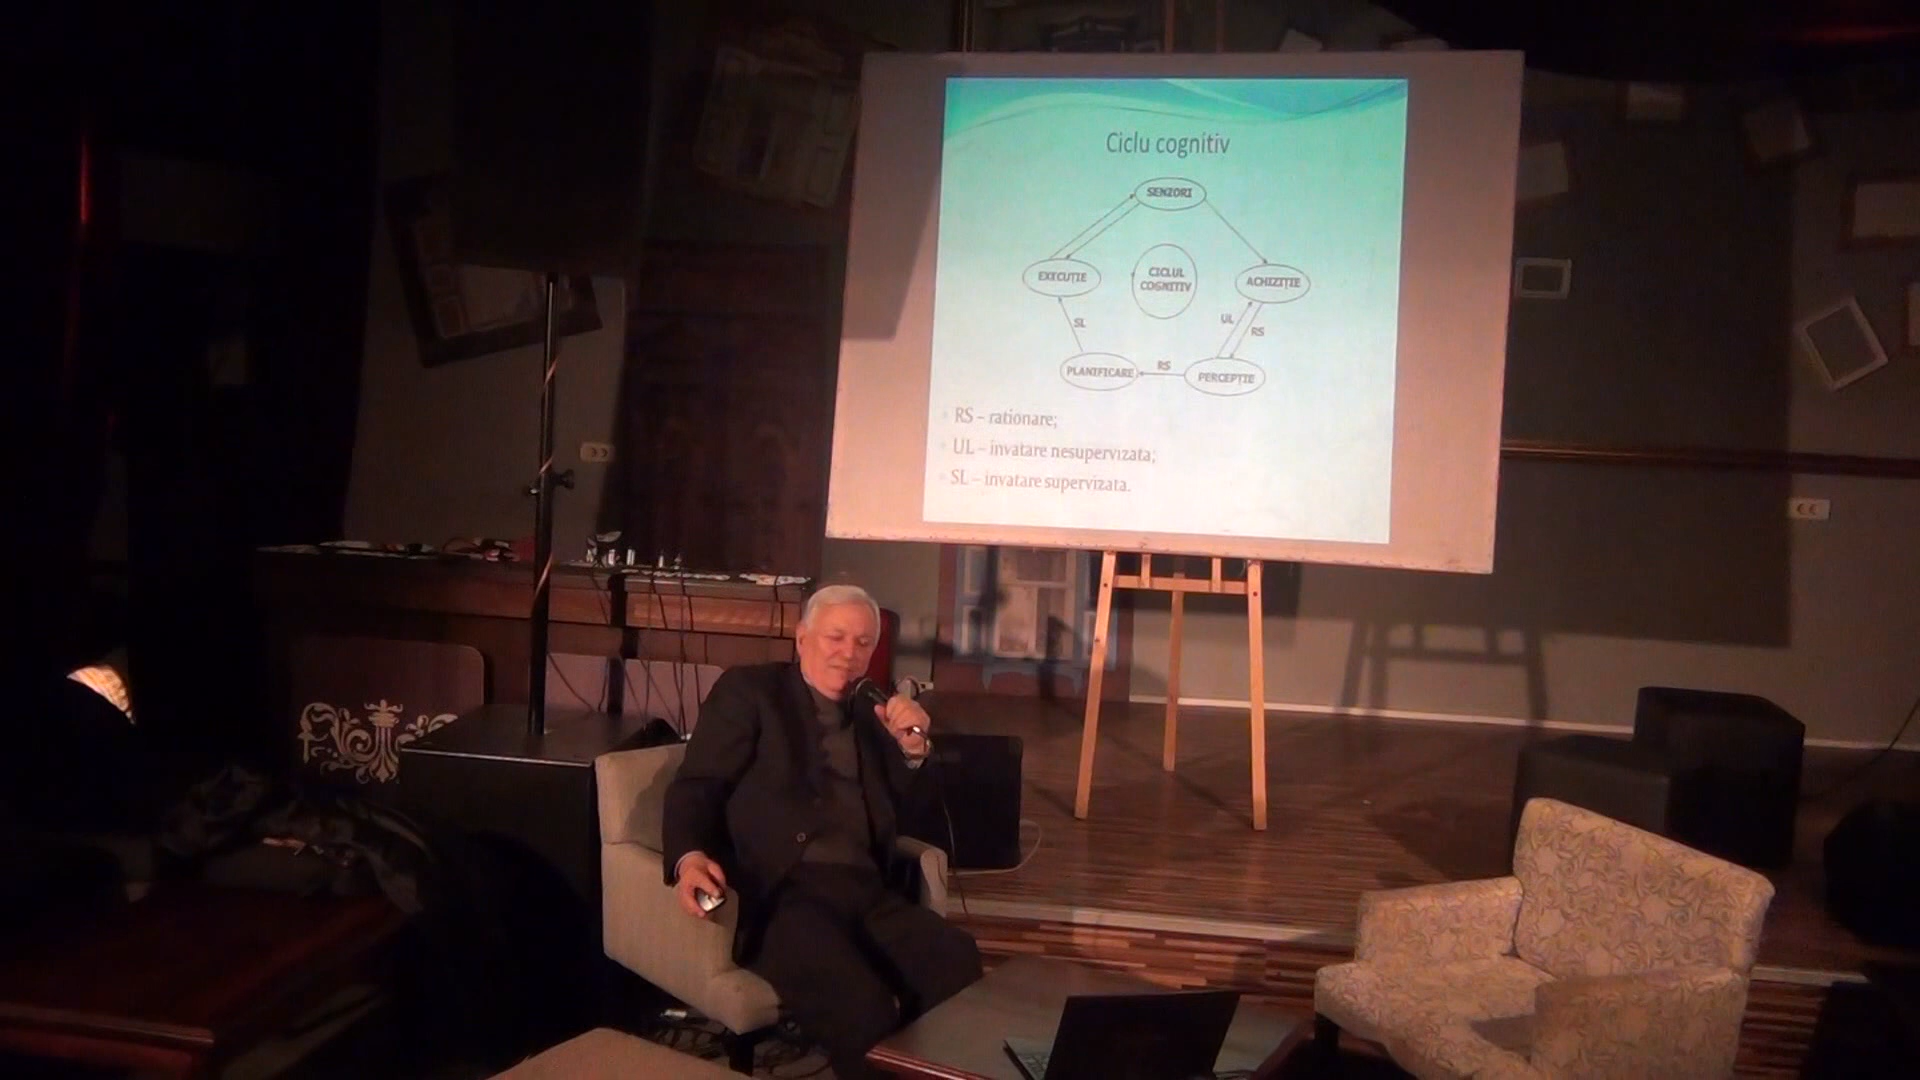 Ciclu cognitiv
SENZORI
EXECUȚIE
CICLUL
COGNITIV
ACHIZIȚIE
SL
UL
RS
PLANIFICARE
RS
PERCEPȚIE
RS – rationare;
UL – invatare nesupervizata;
SL – invatare supervizata.